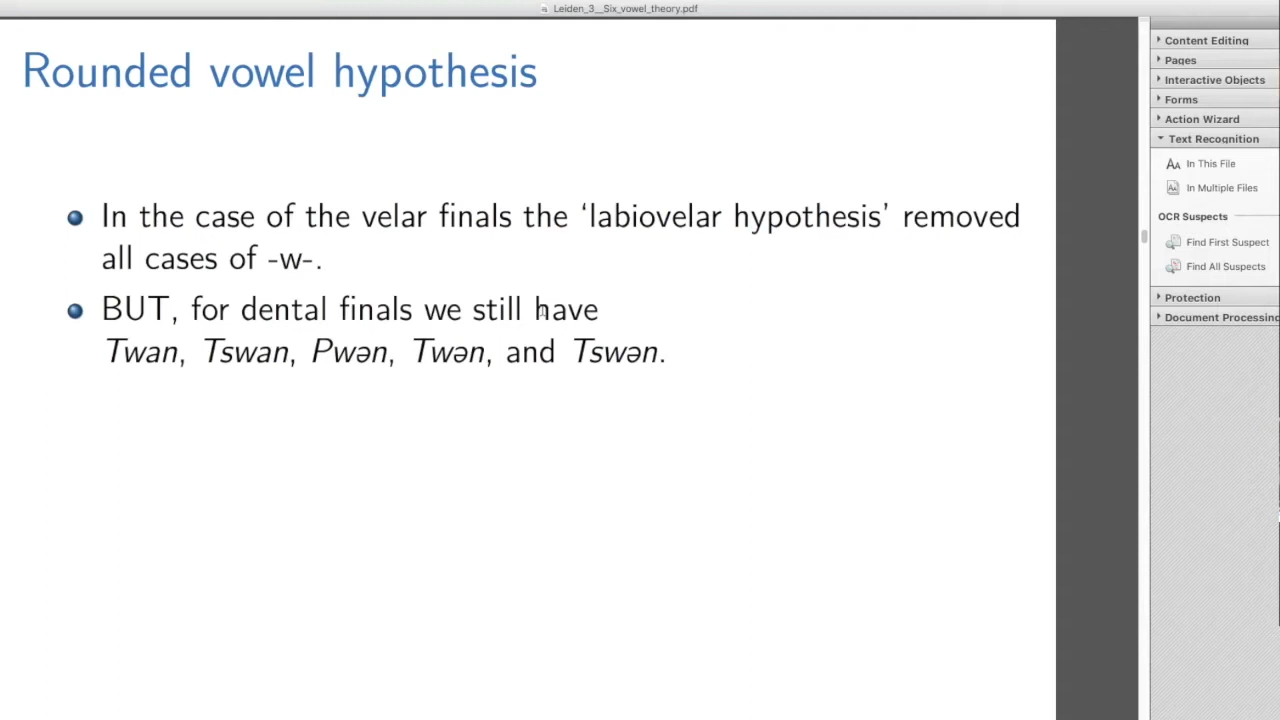 Leiden_3__Six_vowel_theory.pdf
Rounded vowel hypothesis
In the case of the velar finals the ‘labiovelar hypothesis’ removed
all cases of -w-.
BUT, for dental finals we still have
Twan, Tswan, Pwən, Twən, and Tswən.
Content Editing
Pages
Interactive Objects
Forms
Action Wizard
Text Recognition
In This File
In Multiple Files
OCR Suspects
Find First Suspect
Find All Suspects
Protection
Document Processing